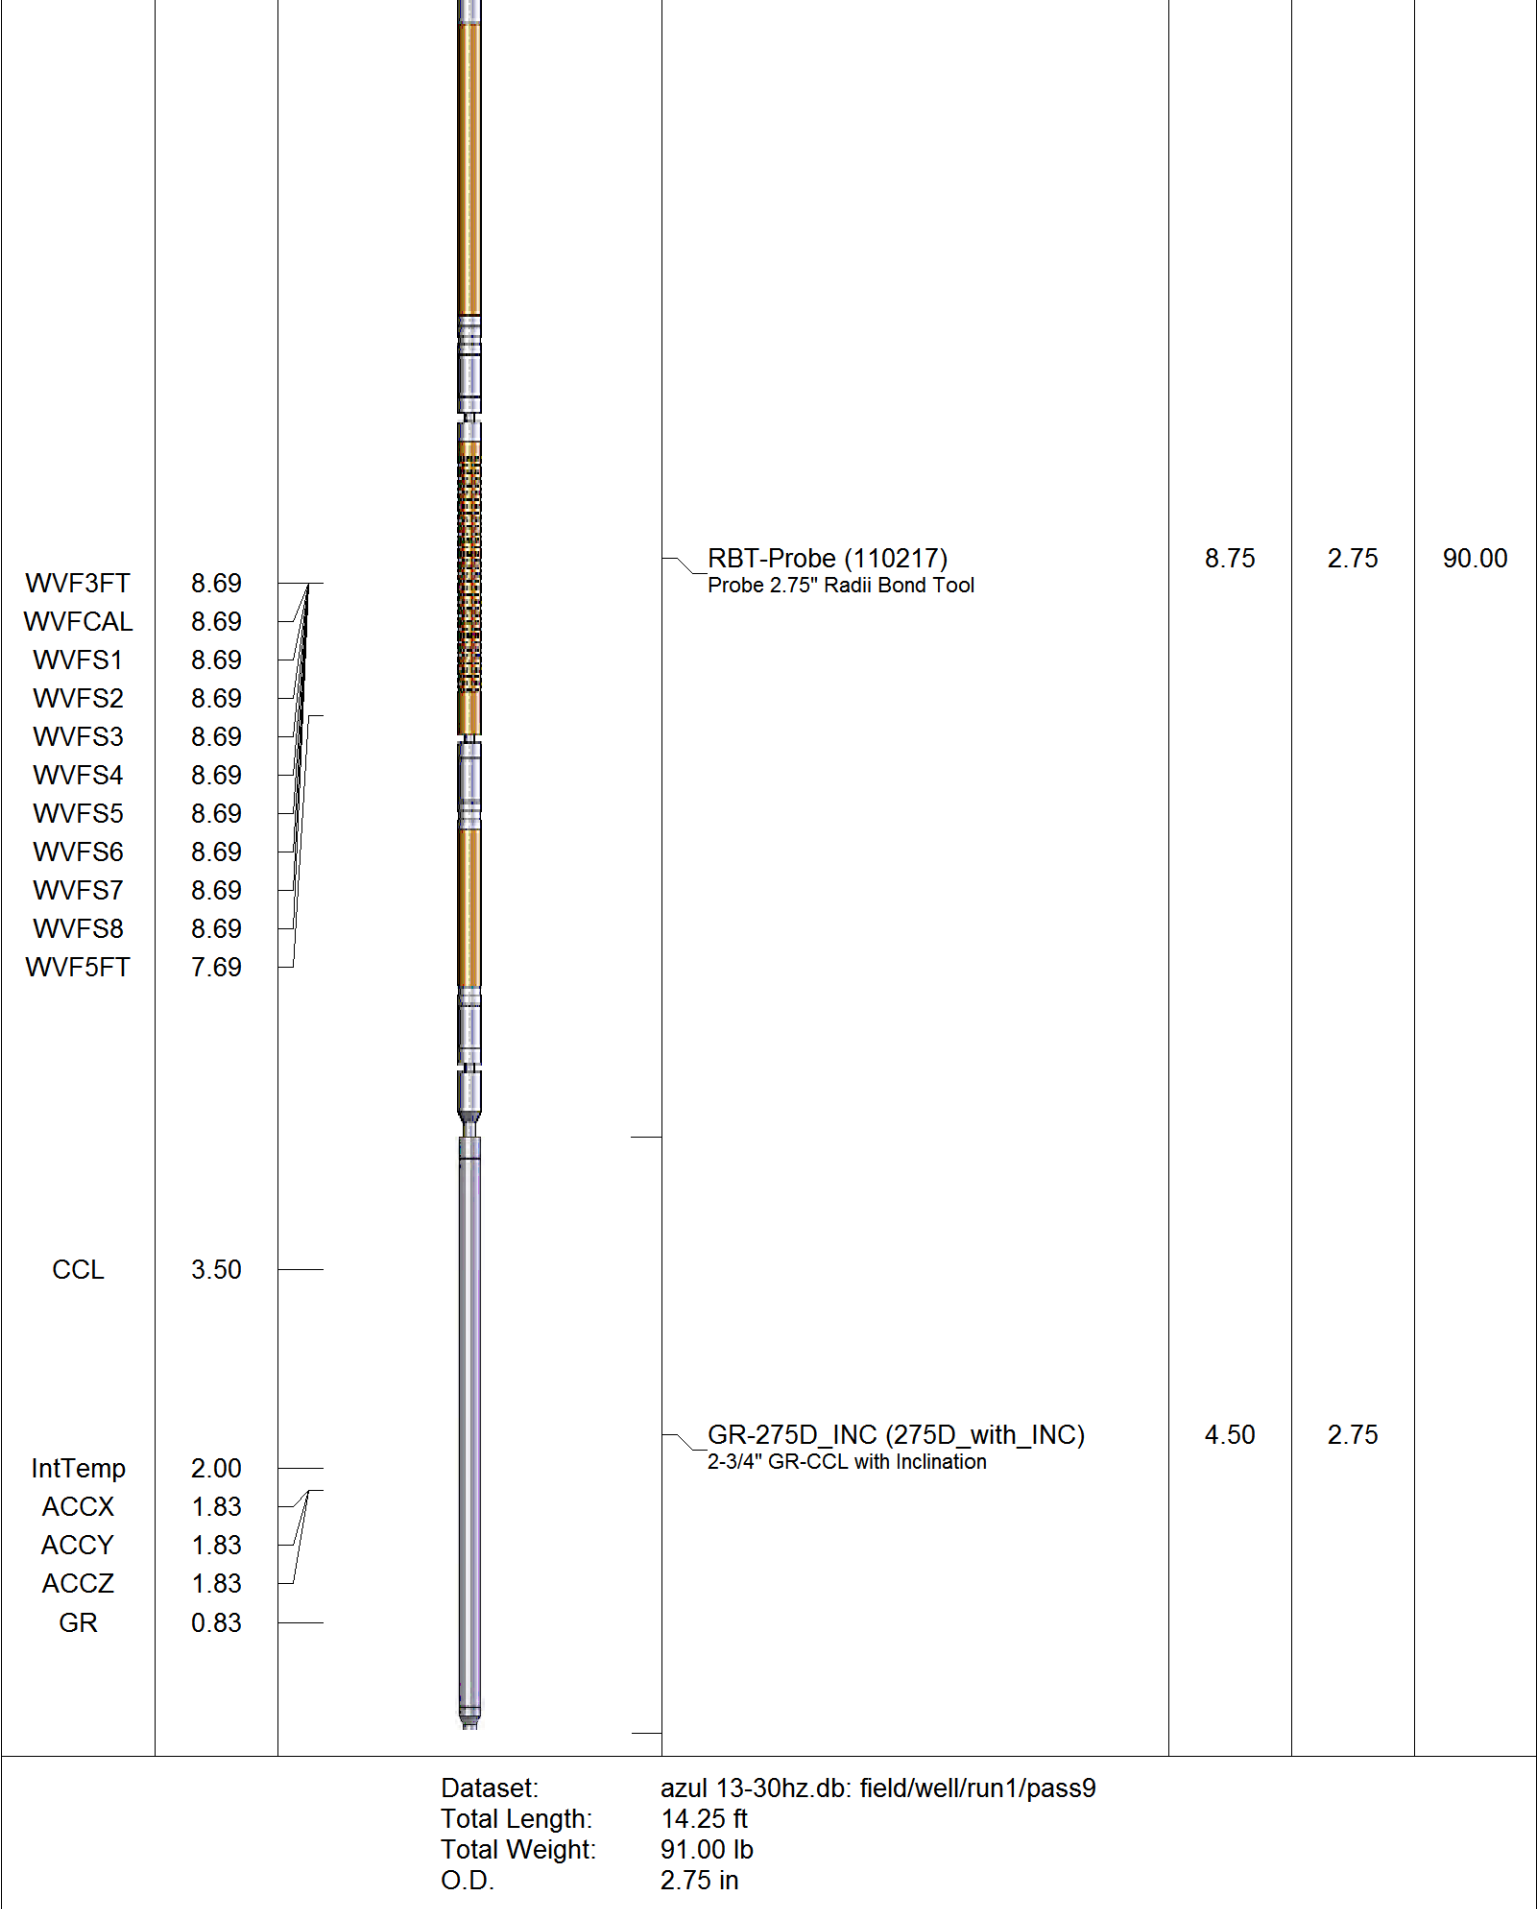 RBT-Probe (110217) 8.75 2.75 90.00
Probe 2.75" Radii Bond Tool
WVF3FT 8.69
WVFCAL 8.69
WVFS1 8.69
WVFS2 8.69
WVFS3 8.69
WVFS4 8.69
WVFS5 8.69
WVFS6 8.69
WVFS7 8.69
WVFS8 8.69
WVF5FT 7.69
CCL 3.50
GR-275D_INC (275D_with_INC) 4.50 2.75
2-3/4" GR-CCL with Inclination
IntTemp 2.00
ACCX 1.83
ACCY 1.83
ACCZ 1.83
GR 0.83
Dataset: azul 13-30hz.db: field/well/run1/pass9
Total Length: 14.25 ft
Total Weight: 91.00 lb
O.D. 2.75 in